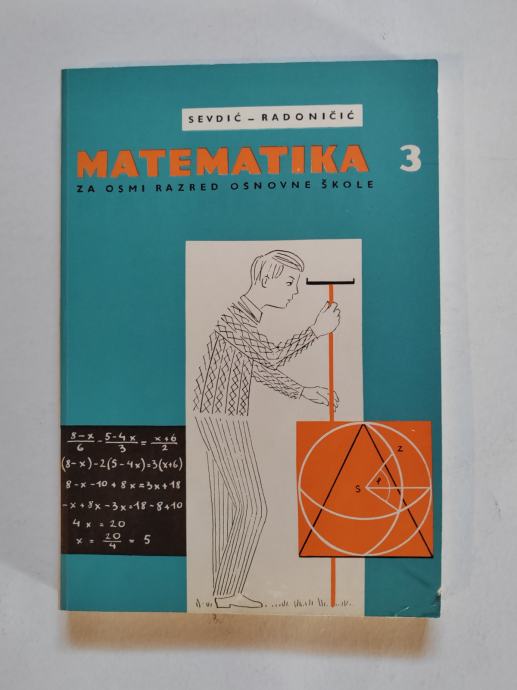 SEVDIĆ – RADONIČIĆ
MATEMATIKA 3
ZA OSMI RAZRED OSNOVNE ŠKOLE
8-x/6 - 5-4x/3 = x+6/2
(8-x)-2(5-4x)=3(x+6)
8-x-10+8x=3x+18
-x+8x-3x=18-8+10
4x = 20
x = 20/4 = 5
Z
S φ